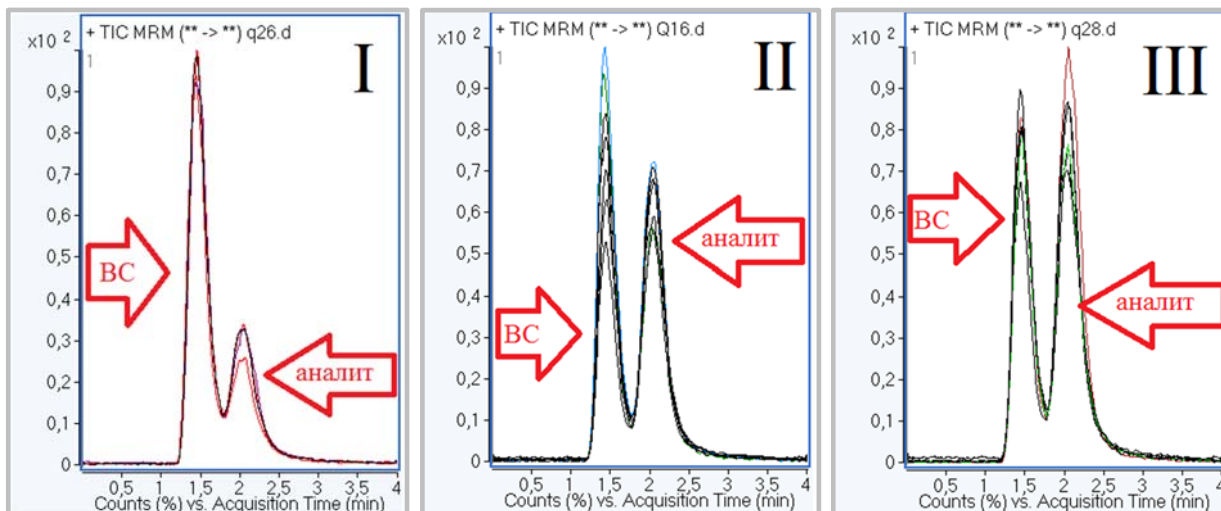 + TIC MRM (** -> **) q26.d
x10 2
1
I
0,9
0,8
0,7
0,6
0,5
0,4
0,3
0,2
0,1
0
ВС
аналит
0,5 1 1,5 2 2,5 3 3,5 4
Counts (%) vs. Acquisition Time (min)
+ TIC MRM (** -> **) Q16.d
x10 2
1
II
0,9
0,8
0,7
0,6
0,5
0,4
0,3
0,2
0,1
0
аналит
ВС
0,5 1 1,5 2 2,5 3 3,5 4
Counts (%) vs. Acquisition Time (min)
+ TIC MRM (** -> **) q28.d
x10 2
1
III
0,9
0,8
0,7
0,6
0,5
0,4
0,3
0,2
0,1
0
ВС
аналит
0,5 1 1,5 2 2,5 3 3,5 4
Counts (%) vs. Acquisition Time (min)